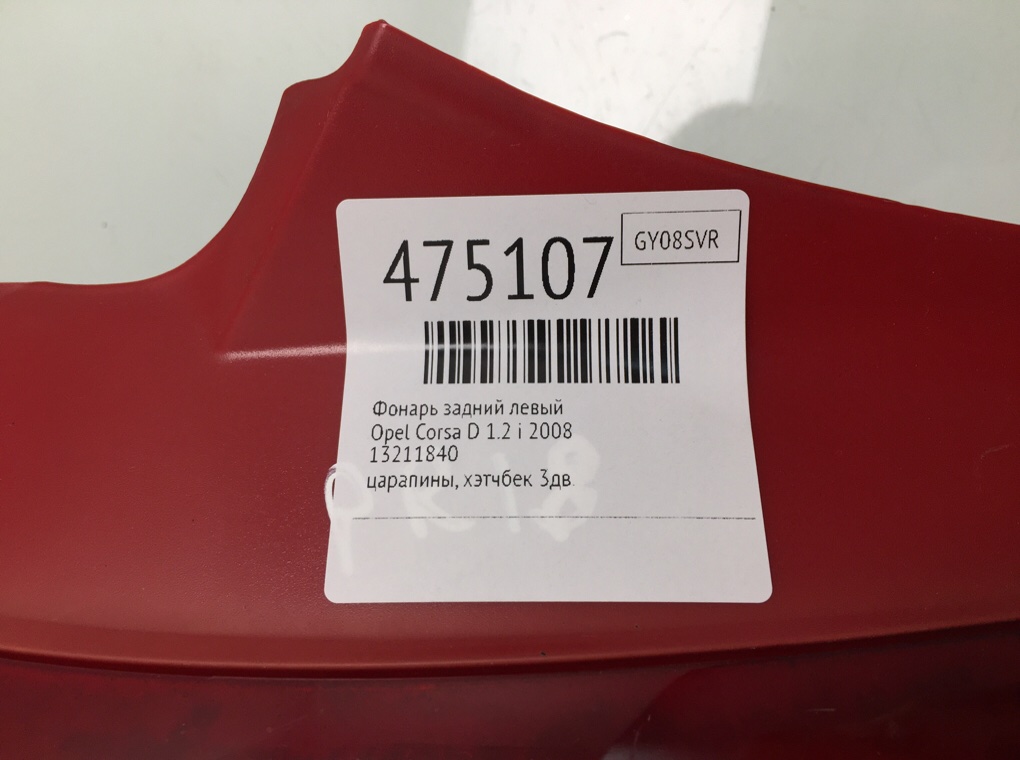 475107
GY08SVR
Фонарь задний левый
Opel Corsa D 1.2 i 2008
13211840
царапины, хэтчбек 3дв.